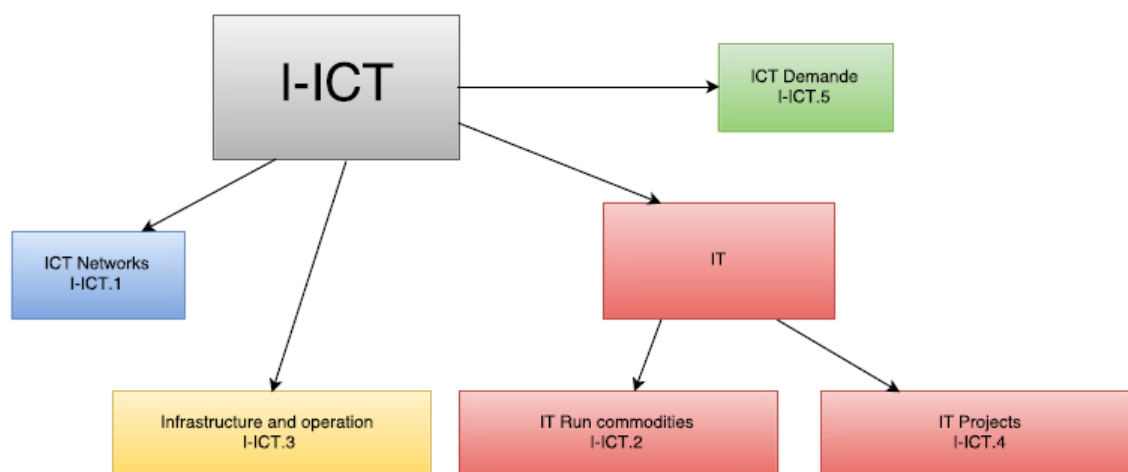 I-ICT
ICT Demande
I-ICT.5
ICT Networks
I-ICT.1
IT
Infrastructure and operation
I-ICT.3
IT Run commodities
I-ICT.2
IT Projects
I-ICT.4